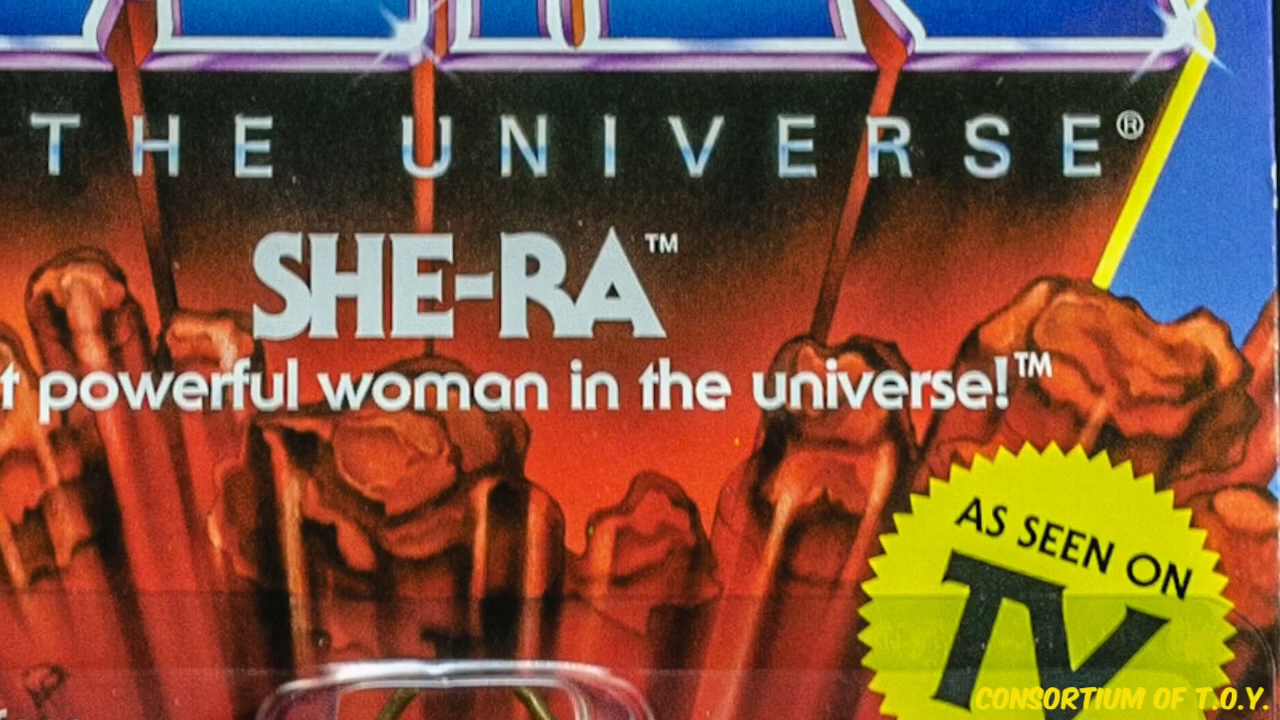 THE UNIVERSE®
SHE-RA™
powerful woman in the universe!™
AS SEEN ON
TV
CONSORTIUM OF T.O.Y.